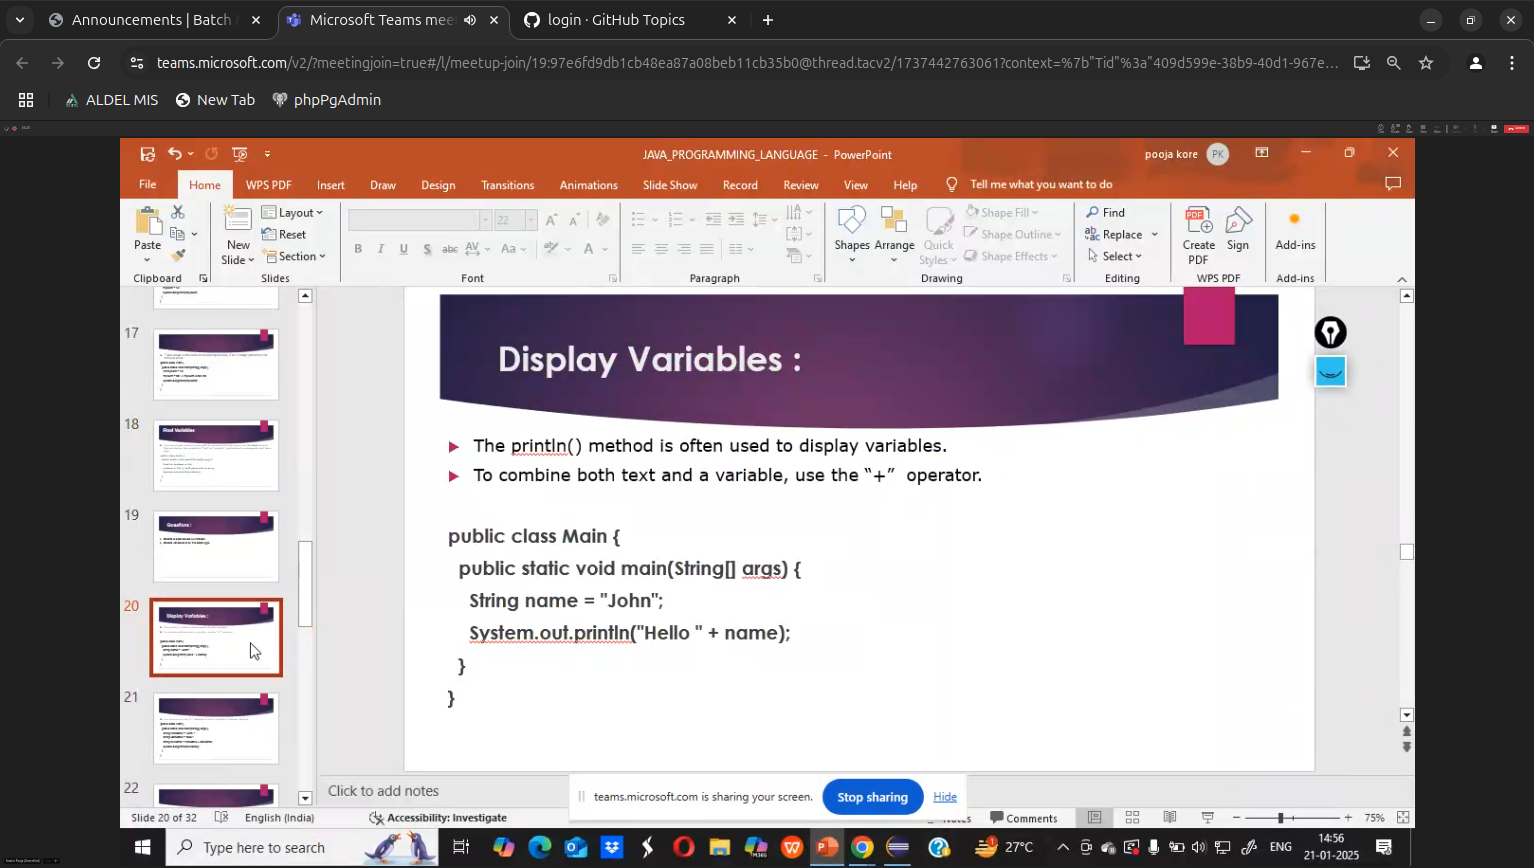 Announcements | Batch
Microsoft Teams mee
login · GitHub Topics
teams.microsoft.com/v2/?meetingjoin=true#/l/meetup-join/19:97e6fd9db1cb48ea87a08beb11cb35b0@thread.tacv2/1737442763061?context=%7b"Tid"%3a"409d599e-38b9-40d1-967e...
ALDEL MIS
New Tab
phpPgAdmin
JAVA_PROGRAMMING_LANGUAGE - PowerPoint
pooja kore PK
File Home WPS PDF Insert Draw Design Transitions Animations Slide Show Record Review View Help Tell me what you want to do
Paste
New Slide
Layout
Reset
Section
22
Shapes Arrange Quick Styles
Shape Fill
Shape Outline
Shape Effects
Find
Replace
Select
Create PDF
Sign
Add-ins
Clipboard Slides Font Paragraph Drawing Editing WPS PDF Add-ins
17
18
Final Variables
19
Questions :
20
Display Variables :
21
22
Display Variables :
The println() method is often used to display variables.
To combine both text and a variable, use the “+” operator.
public class Main {
public static void main(String[] args) {
String name = "John";
System.out.println("Hello " + name);
}
}
Click to add notes
teams.microsoft.com is sharing your screen. Stop sharing Hide
Slide 20 of 32 English (India) Accessibility: Investigate Notes Comments 75%
Type here to search
27°C
ENG
14:56
21-01-2025